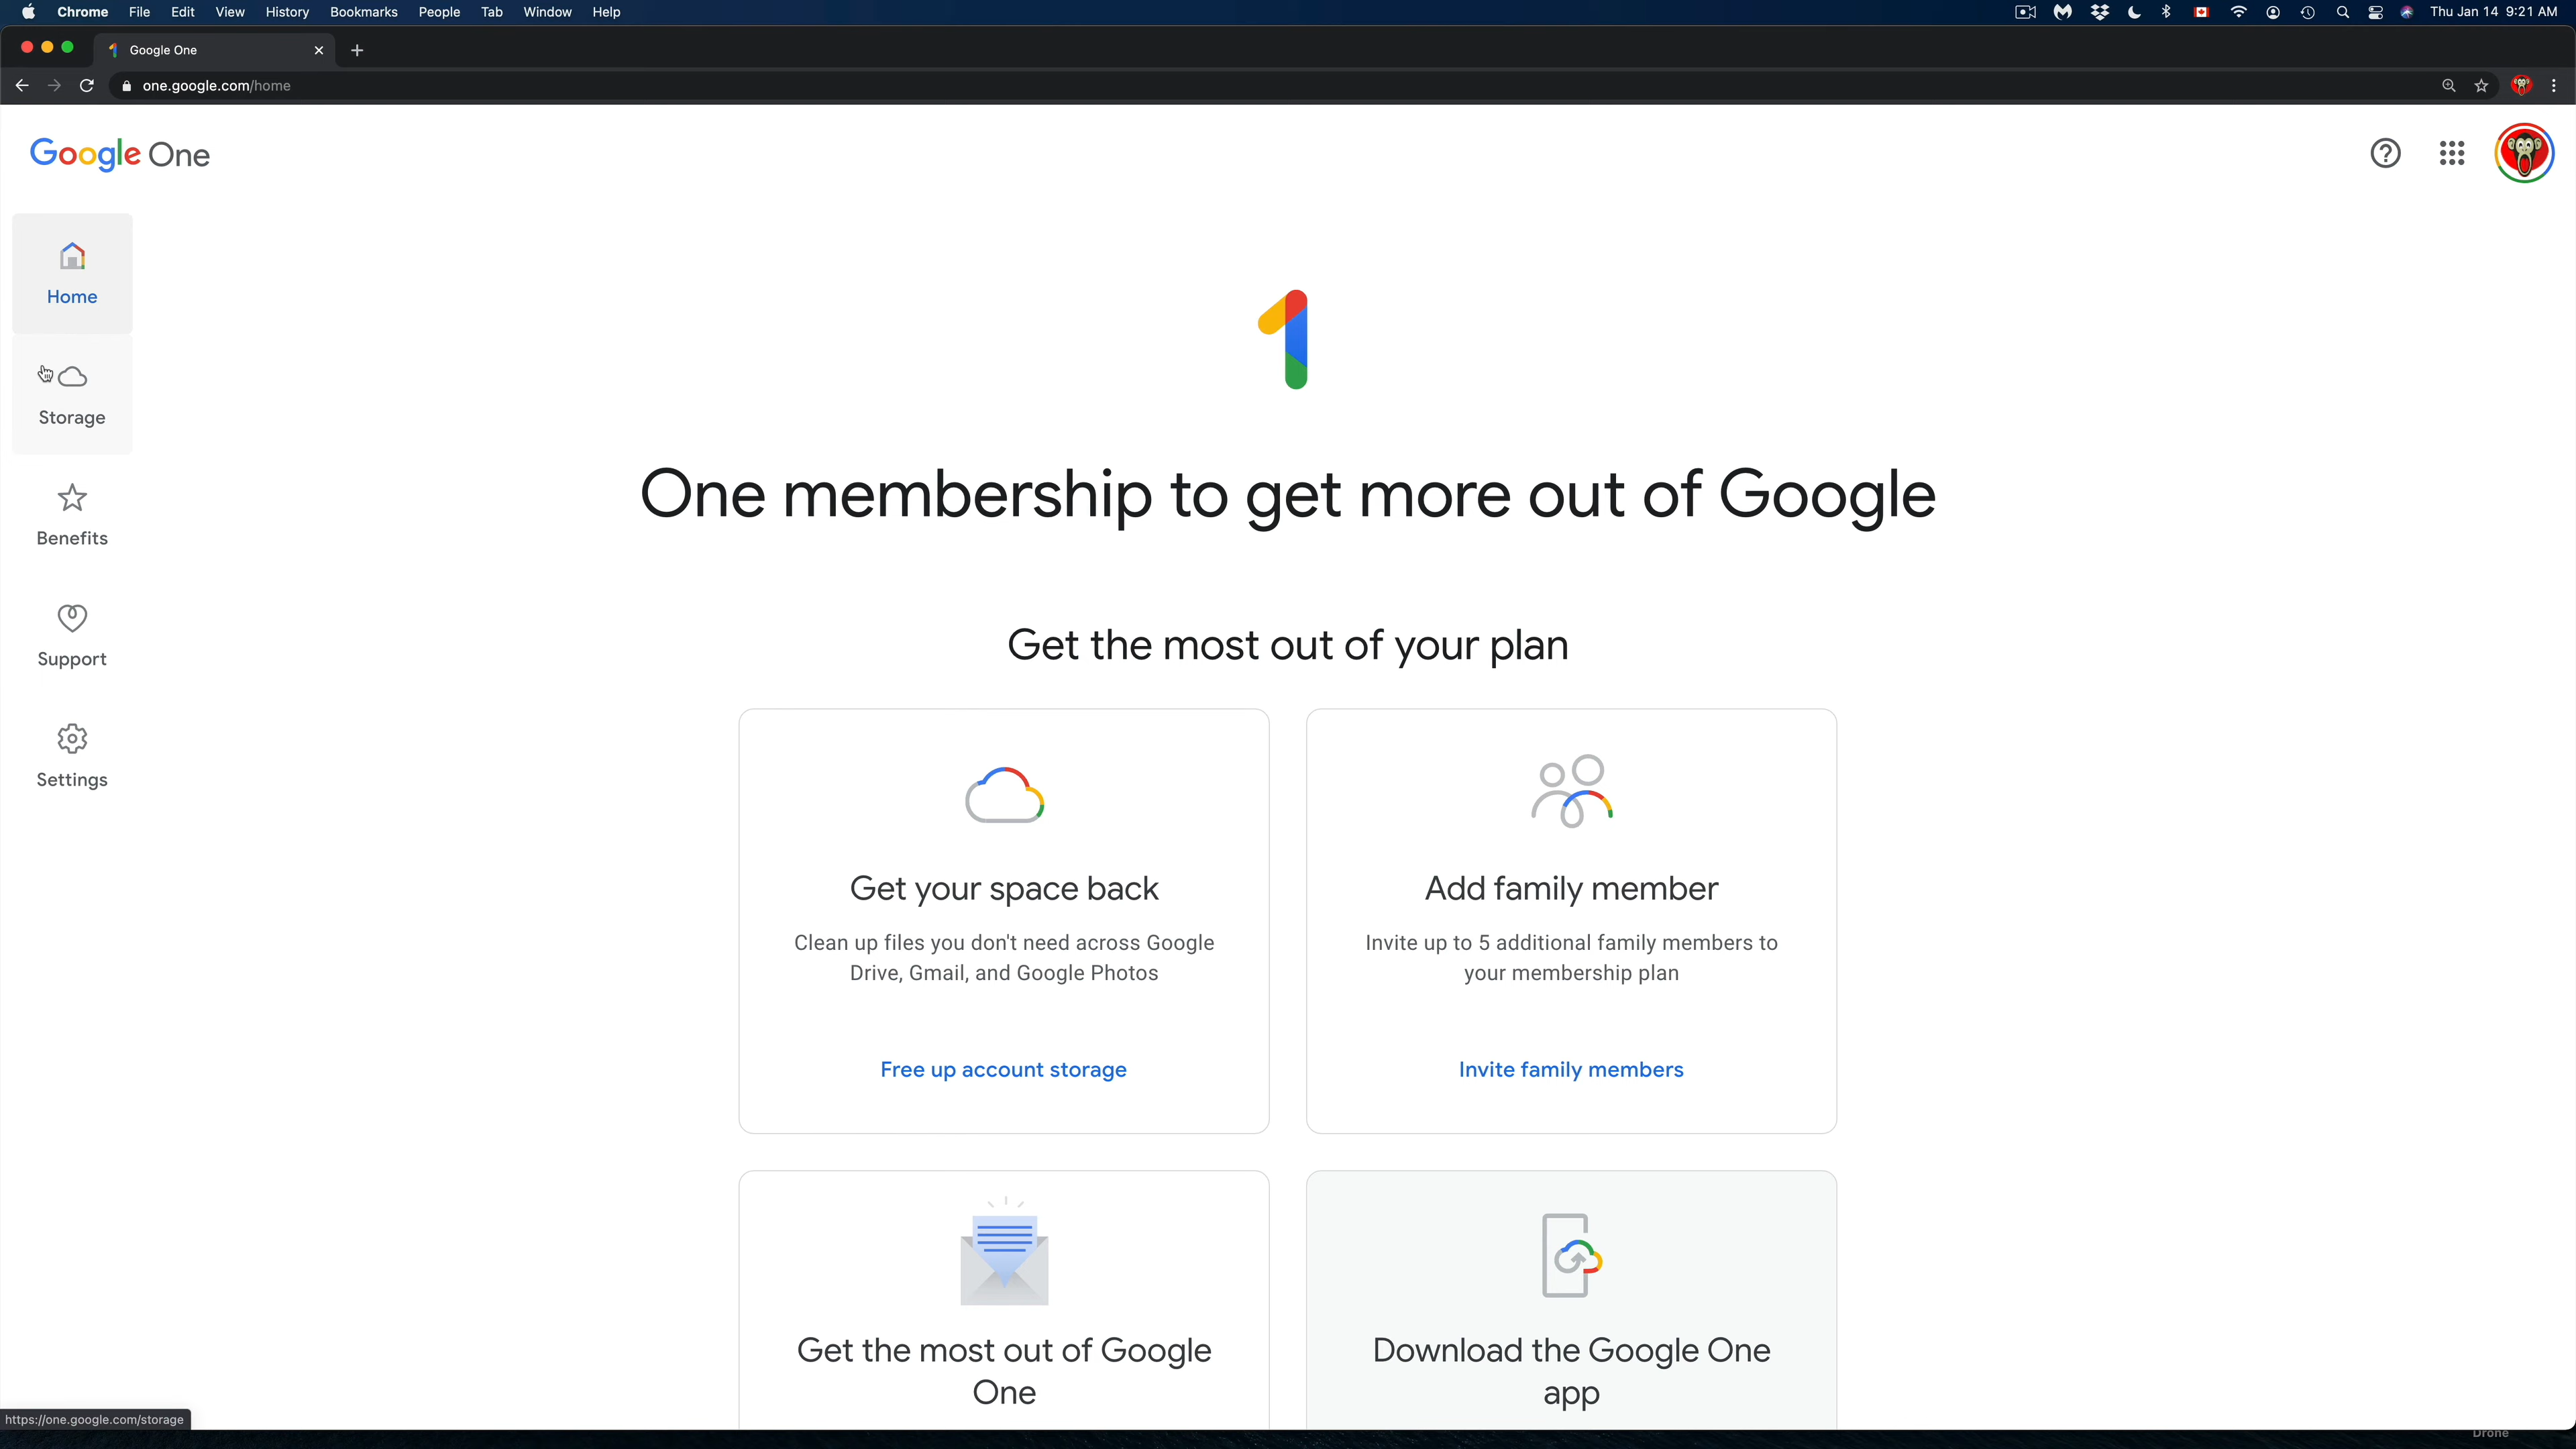 Chrome File Edit View History Bookmarks People Tab Window Help Thu Jan 14 9:21 AM
Google One
one.google.com/home
Google One
Home
Storage
Benefits
Support
Settings
One membership to get more out of Google
Get the most out of your plan
Get your space back
Clean up files you don't need across Google
Drive, Gmail, and Google Photos
Free up account storage
Add family member
Invite up to 5 additional family members to
your membership plan
Invite family members
Get the most out of Google
One
Download the Google One
app
https://one.google.com/storage
Drone